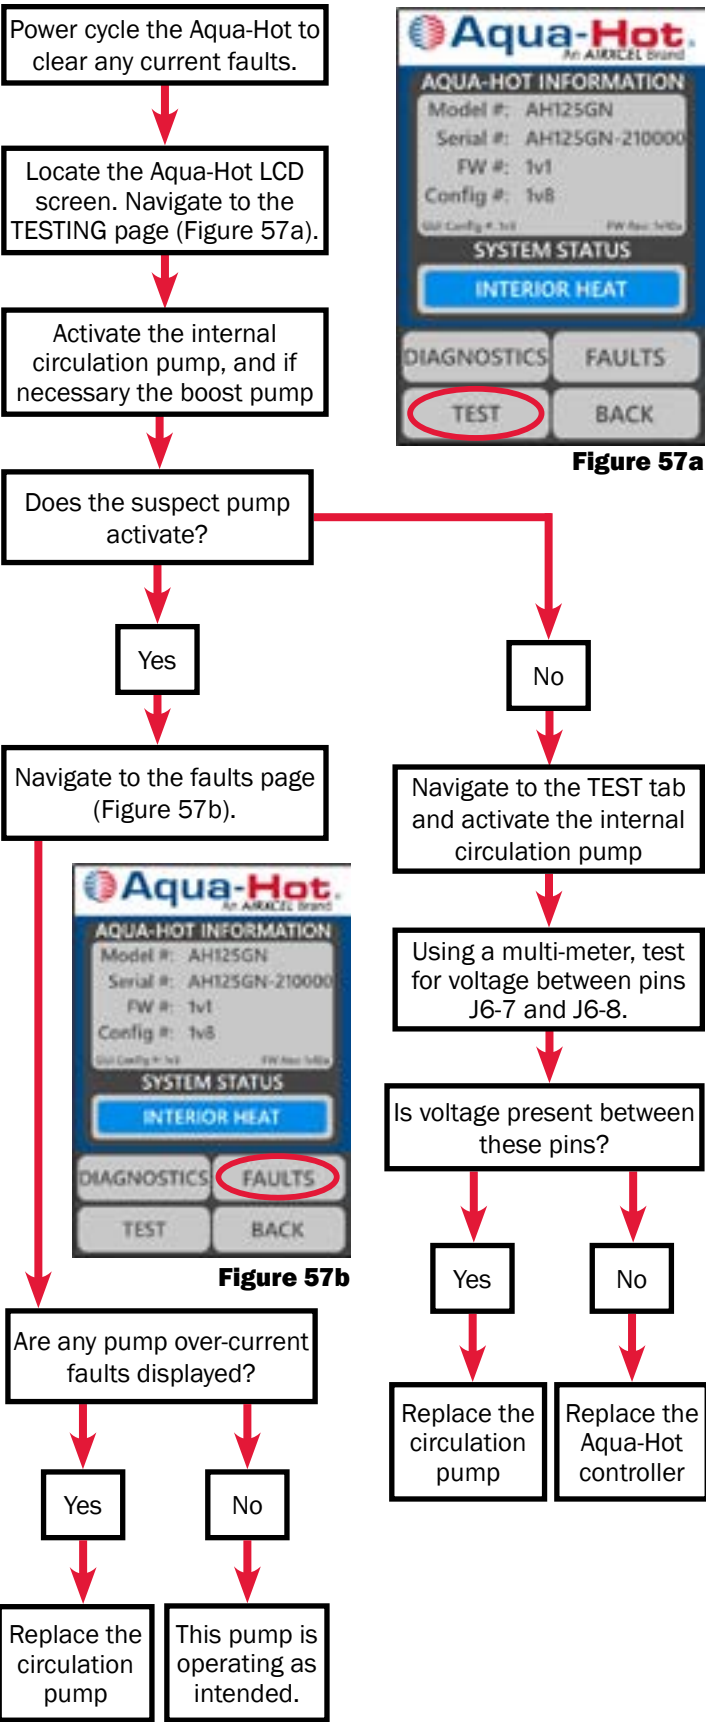 Power cycle the Aqua-Hot to
clear any current faults.
Locate the Aqua-Hot LCD
screen. Navigate to the
TESTING page (Figure 57a).
Activate the internal
circulation pump, and if
necessary the boost pump
Does the suspect pump
activate?
Aqua-Hot.
An AIRXCEL Brand
AQUA-HOT INFORMATION
Model #: AH125GN
Serial #: AH125GN-210000
FW #: 1v1
Config #: 1v8
SYSTEM STATUS
INTERIOR HEAT
DIAGNOSTICS
FAULTS
TEST
BACK
Figure 57a
Yes
Navigate to the faults page
(Figure 57b).
Aqua-Hot.
An AIRXCEL Brand
AQUA-HOT INFORMATION
Model #: AH125GN
Serial #: AH125GN-210000
FW #: 1v1
Config #: 1v8
SYSTEM STATUS
INTERIOR HEAT
DIAGNOSTICS
FAULTS
TEST
BACK
Figure 57b
Are any pump over-current
faults displayed?
Yes
No
Replace the
circulation
pump
This pump is
operating as
intended.
No
Navigate to the TEST tab
and activate the internal
circulation pump
Using a multi-meter, test
for voltage between pins
J6-7 and J6-8.
Is voltage present between
these pins?
Yes
No
Replace the
circulation
pump
Replace the
Aqua-Hot
controller